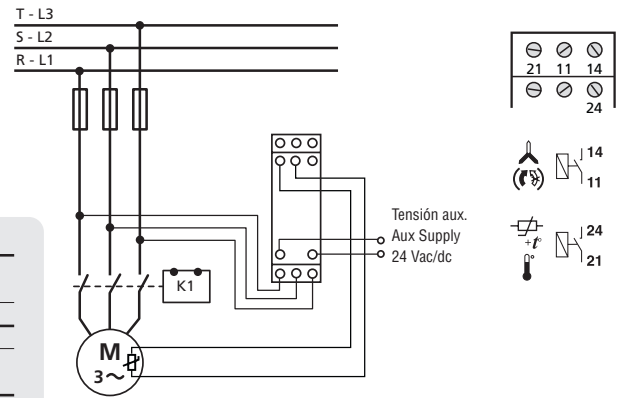 T - L3
S - L2
R - L1
21 11 14
24
14
11
Tensión aux.
Aux Supply
24 Vac/dc
+t°
24
21
K1
M
3~